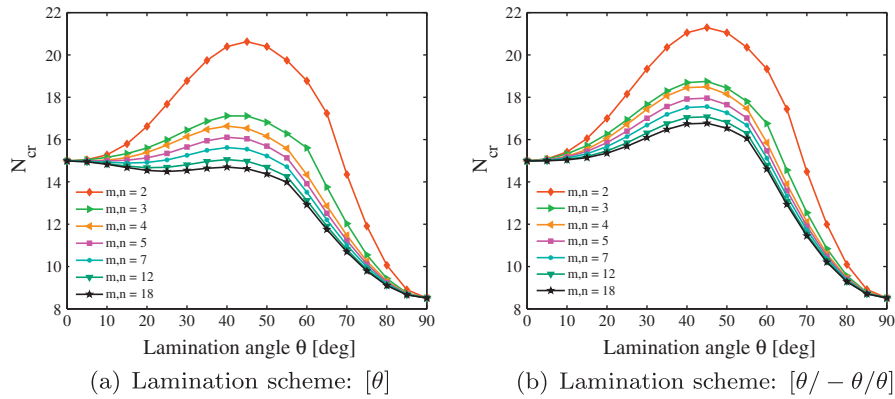 22
20
18
16
14
12
10
8
N_cr
m,n = 2
m,n = 3
m,n = 4
m,n = 5
m,n = 7
m,n = 12
m,n = 18
0 10 20 30 40 50 60 70 80 90
Lamination angle θ [deg]
(a) Lamination scheme: [θ]
22
20
18
16
14
12
10
8
N_cr
m,n = 2
m,n = 3
m,n = 4
m,n = 5
m,n = 7
m,n = 12
m,n = 18
0 10 20 30 40 50 60 70 80 90
Lamination angle θ [deg]
(b) Lamination scheme: [θ/ − θ/θ]